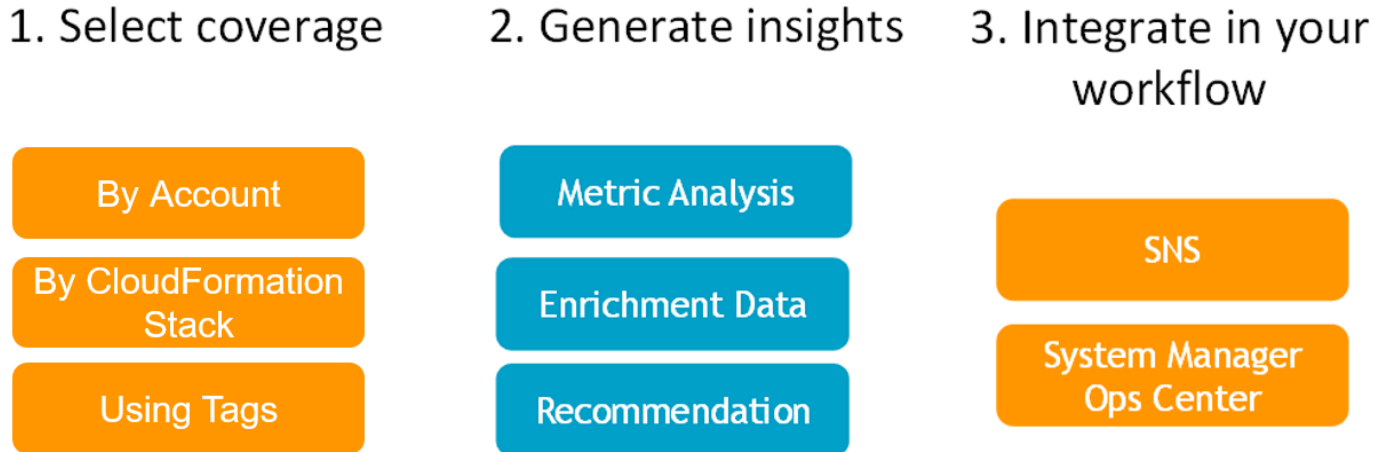 1. Select coverage
2. Generate insights
3. Integrate in your
workflow
By Account
By CloudFormation
Stack
Using Tags
Metric Analysis
Enrichment Data
Recommendation
SNS
System Manager
Ops Center